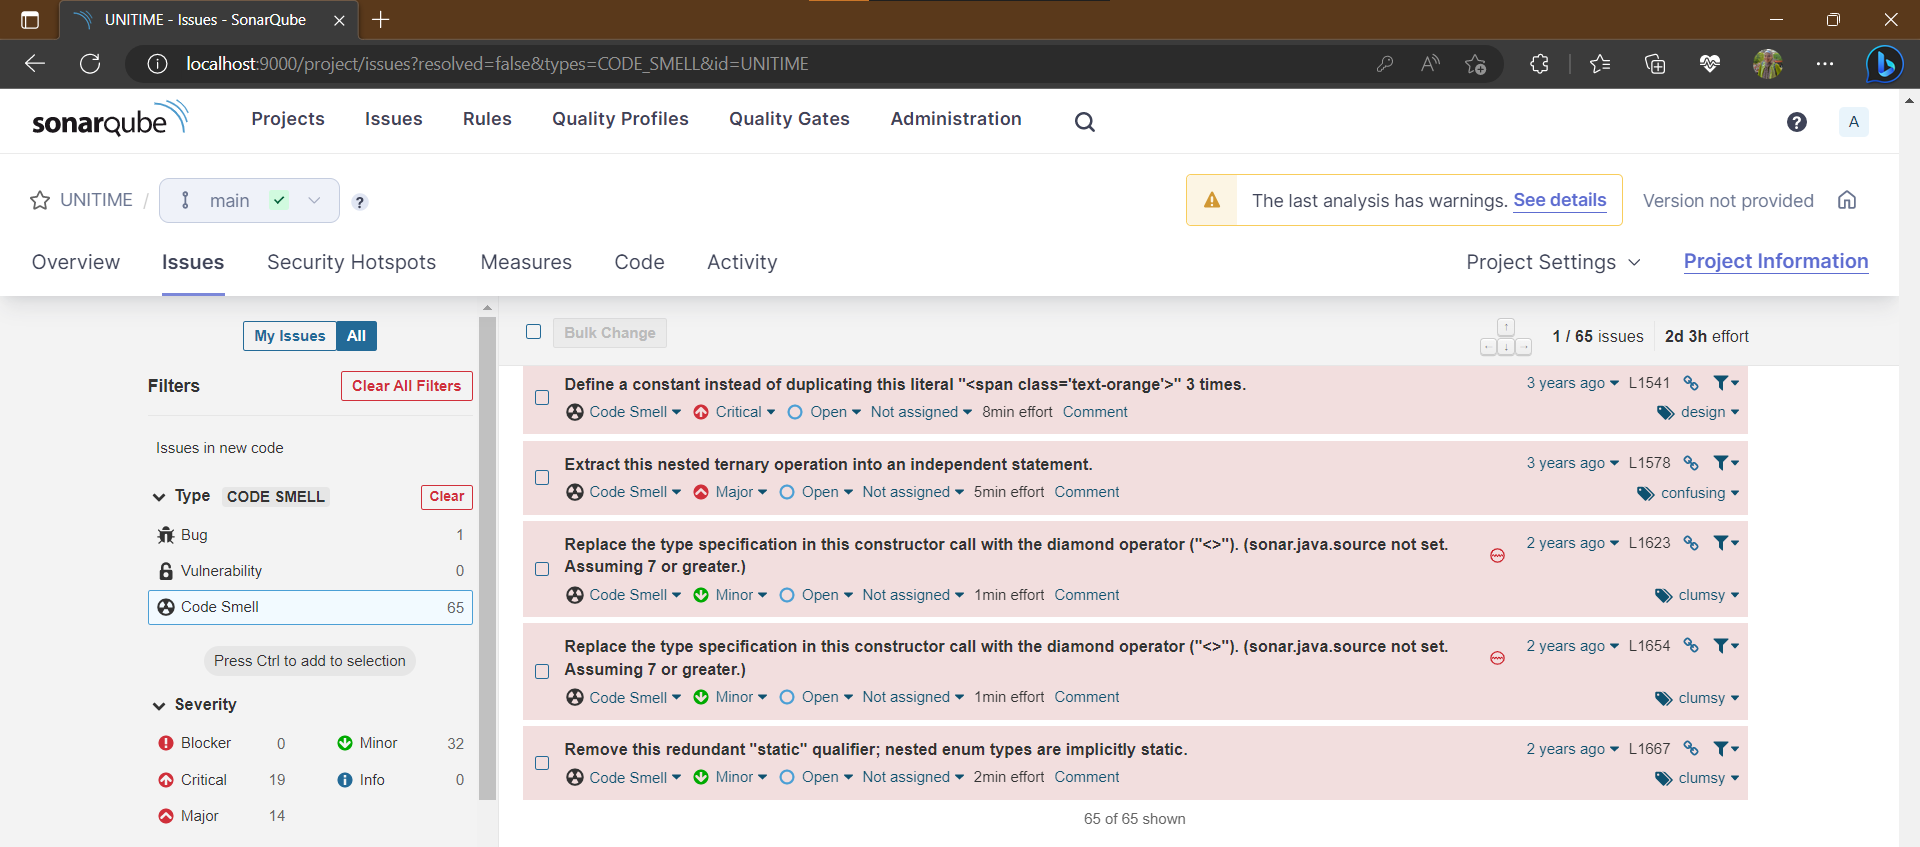 UNITIME - Issues - SonarQube
localhost:9000/project/issues?resolved=false&types=CODE_SMELL&id=UNITIME
sonarqube
Projects
Issues
Rules
Quality Profiles
Quality Gates
Administration
?
A
UNITIME /
main
?
The last analysis has warnings. See details
Version not provided
Overview
Issues
Security Hotspots
Measures
Code
Activity
Project Settings
Project Information
My Issues
All
Bulk Change
1 / 65 issues
2d 3h effort
Filters
Clear All Filters
Issues in new code
Type CODE SMELL
Clear
Bug 1
Vulnerability 0
Code Smell 65
Press Ctrl to add to selection
Severity
Blocker 0
Minor 32
Critical 19
Info 0
Major 14
Define a constant instead of duplicating this literal "<span class='text-orange'>" 3 times.
3 years ago L1541
Code Smell Critical Open Not assigned 8min effort Comment
design
Extract this nested ternary operation into an independent statement.
3 years ago L1578
Code Smell Major Open Not assigned 5min effort Comment
confusing
Replace the type specification in this constructor call with the diamond operator ("<>"). (sonar.java.source not set.
Assuming 7 or greater.)
2 years ago L1623
Code Smell Minor Open Not assigned 1min effort Comment
clumsy
Replace the type specification in this constructor call with the diamond operator ("<>"). (sonar.java.source not set.
Assuming 7 or greater.)
2 years ago L1654
Code Smell Minor Open Not assigned 1min effort Comment
clumsy
Remove this redundant "static" qualifier; nested enum types are implicitly static.
2 years ago L1667
Code Smell Minor Open Not assigned 2min effort Comment
clumsy
65 of 65 shown